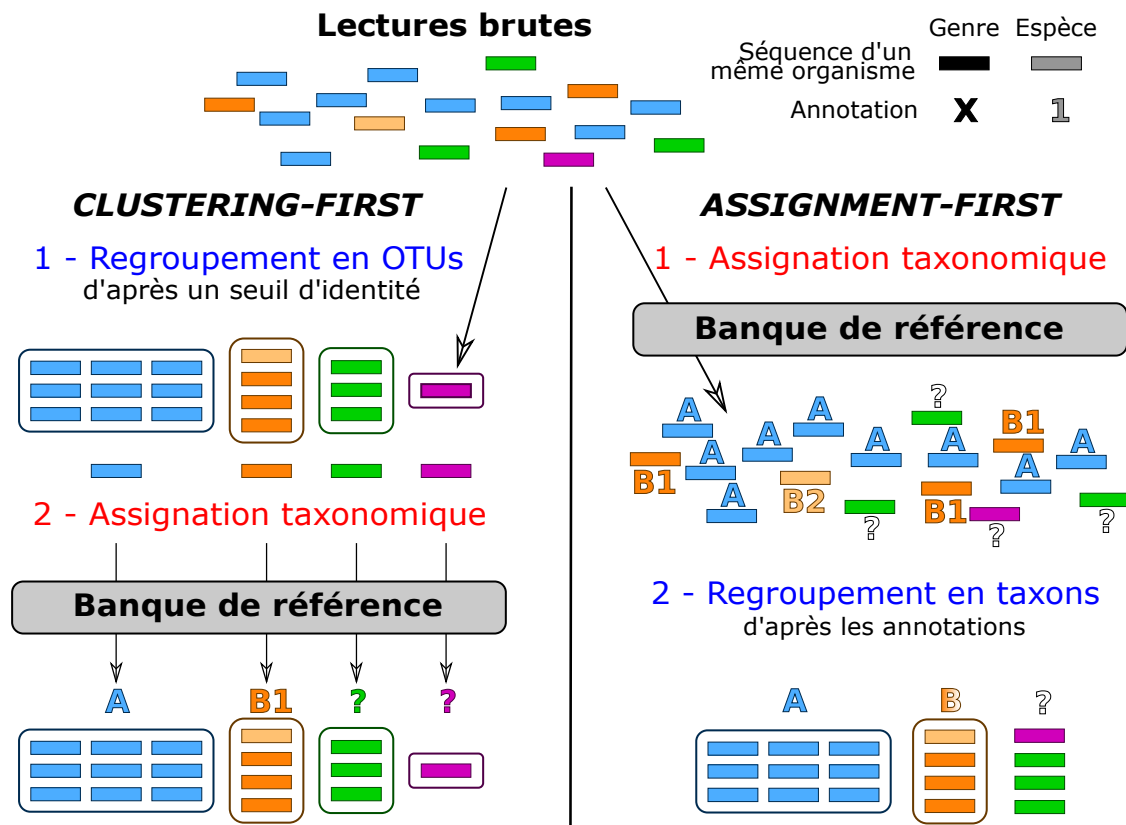 Lectures brutes
Genre Espèce
Séquence d'un
même organisme
Annotation X 1
CLUSTERING-FIRST
1 - Regroupement en OTUs
d'après un seuil d'identité
2 - Assignation taxonomique
Banque de référence
A B1 ? ?
ASSIGNMENT-FIRST
1 - Assignation taxonomique
Banque de référence
?
A A A B1
A A A A
A
B1 A B2 B1
? ? ?
2 - Regroupement en taxons
d'après les annotations
A B ?